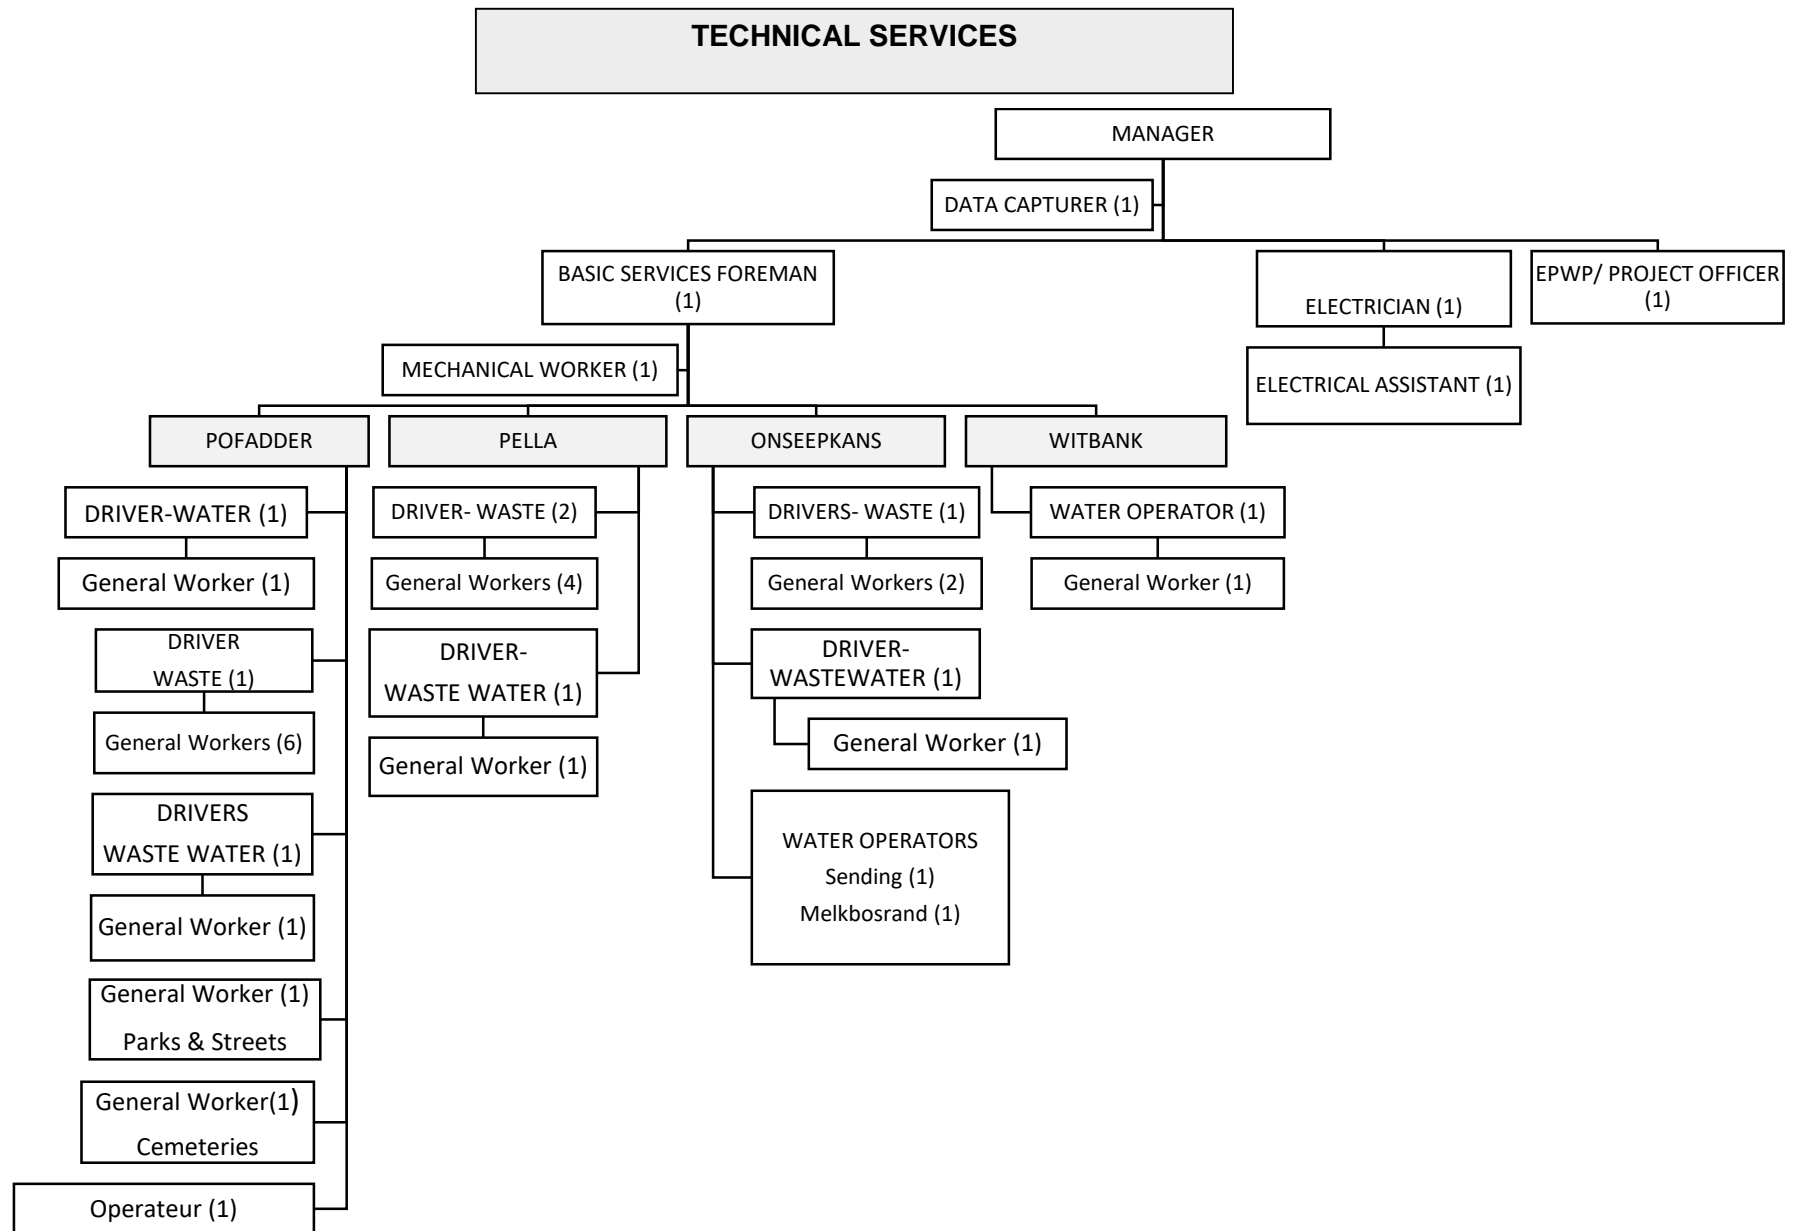 TECHNICAL SERVICES
MANAGER
DATA CAPTURER (1)
BASIC SERVICES FOREMAN
(1)
ELECTRICIAN (1)
EPWP/ PROJECT OFFICER
(1)
MECHANICAL WORKER (1)
ELECTRICAL ASSISTANT (1)
POFADDER
DRIVER-WATER (1)
General Worker (1)
DRIVER
WASTE (1)
General Workers (6)
DRIVERS
WASTE WATER (1)
General Worker (1)
General Worker (1)
Parks & Streets
General Worker(1)
Cemeteries
Operateur (1)
PELLA
DRIVER- WASTE (2)
General Workers (4)
DRIVER-
WASTE WATER (1)
General Worker (1)
ONSEEPKANS
DRIVERS- WASTE (1)
General Workers (2)
DRIVER-
WASTEWATER (1)
General Worker (1)
WATER OPERATORS
Sending (1)
Melkbosrand (1)
WITBANK
WATER OPERATOR (1)
General Worker (1)